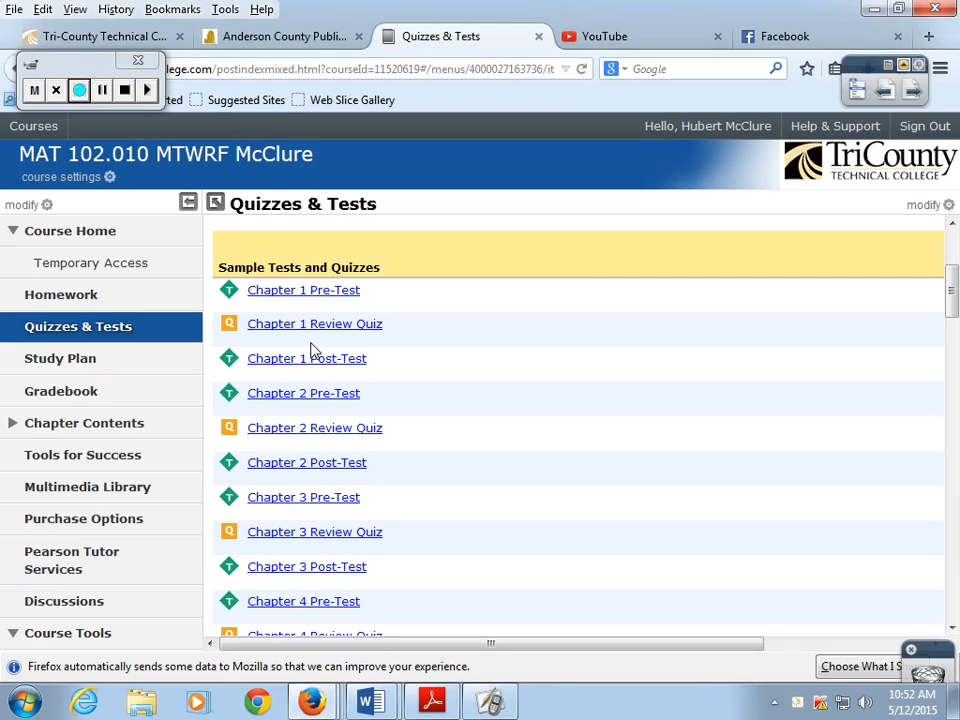 File Edit View History Bookmarks Tools Help
Tri-County Technical C...
Anderson County Publi...
Quizzes & Tests
YouTube
Facebook
ege.com/postindexmixed.html?courseId=11520619#/menus/4000027163736/it
Google
M
ted
Suggested Sites
Web Slice Gallery
Courses
Hello, Hubert McClure
Help & Support
Sign Out
MAT 102.010 MTWRF McClure
course settings
TriCounty
TECHNICAL COLLEGE
modify
Quizzes & Tests
modify
Course Home
Temporary Access
Homework
Quizzes & Tests
Study Plan
Gradebook
Chapter Contents
Tools for Success
Multimedia Library
Purchase Options
Pearson Tutor
Services
Discussions
Course Tools
Sample Tests and Quizzes
T Chapter 1 Pre-Test
Q Chapter 1 Review Quiz
T Chapter 1 Post-Test
T Chapter 2 Pre-Test
Q Chapter 2 Review Quiz
T Chapter 2 Post-Test
T Chapter 3 Pre-Test
Q Chapter 3 Review Quiz
T Chapter 3 Post-Test
T Chapter 4 Pre-Test
Q Chapter 4 Review Quiz
Firefox automatically sends some data to Mozilla so that we can improve your experience.
Choose What I S
10:52 AM
5/12/2015